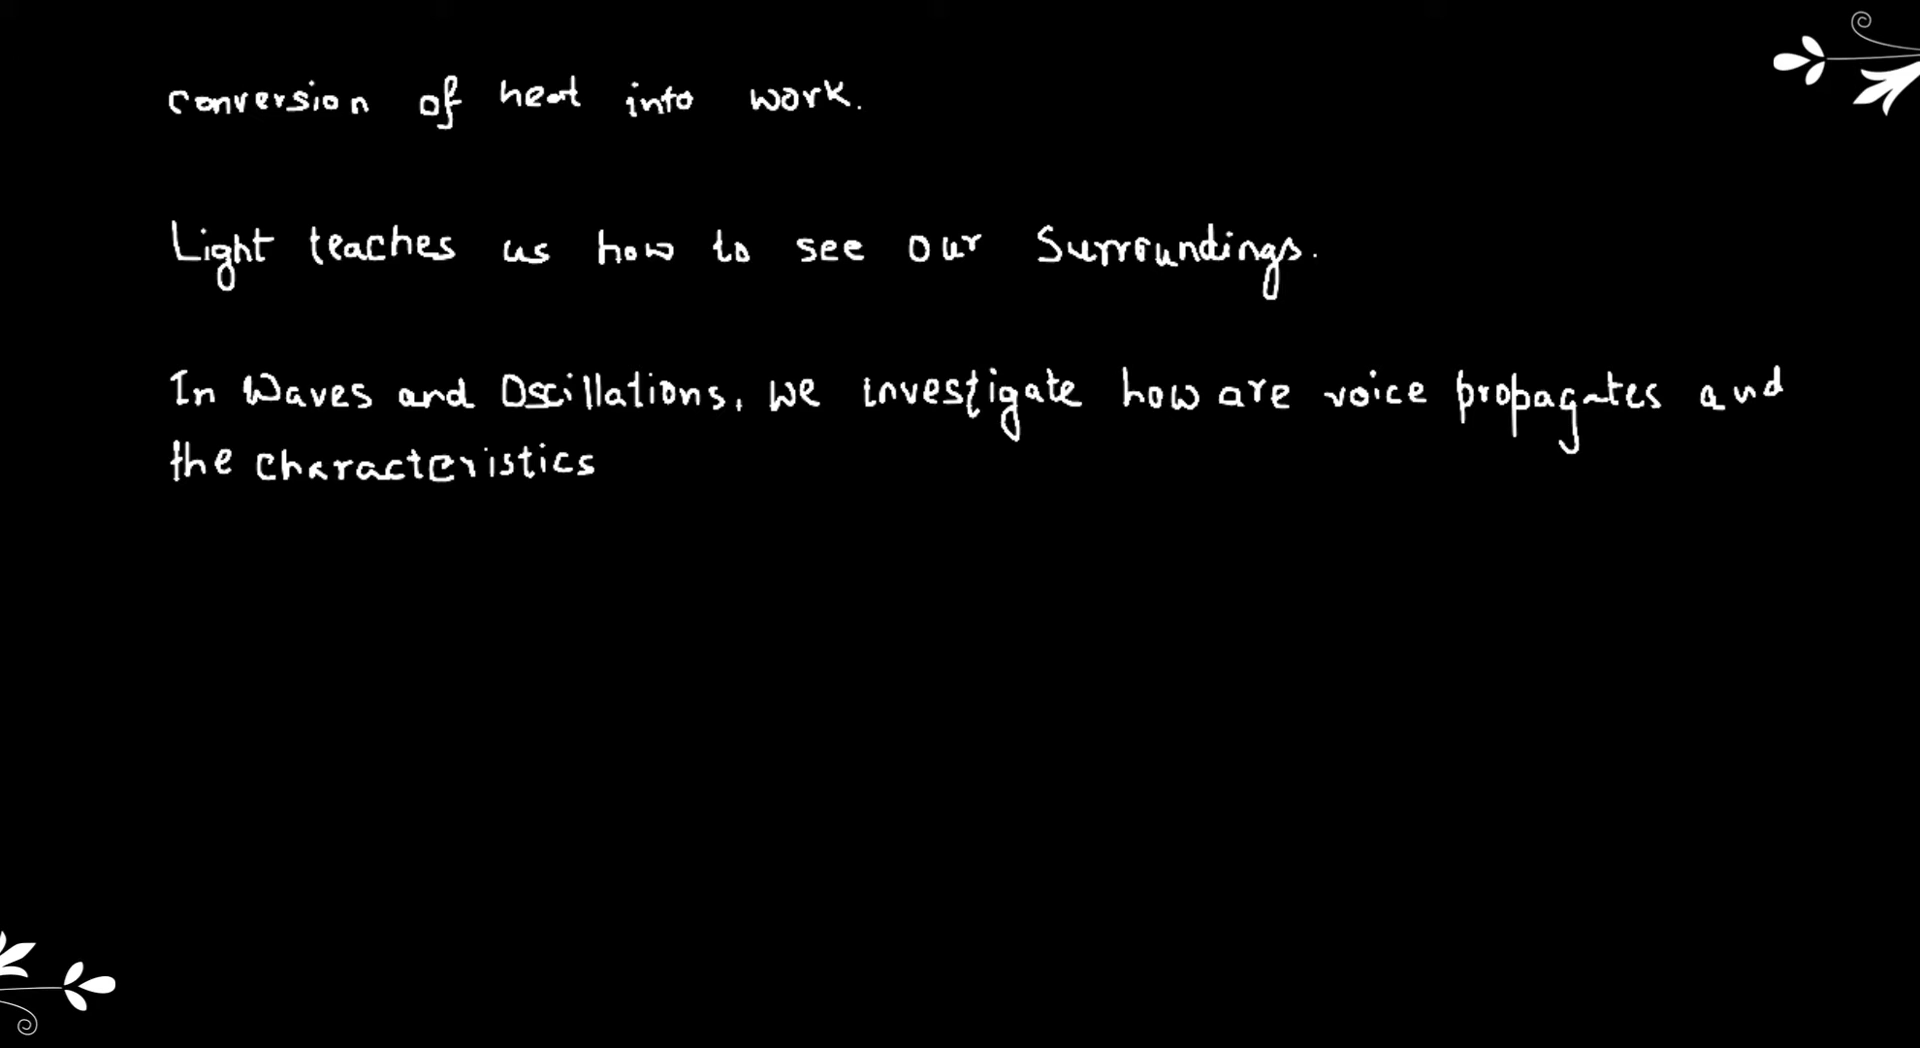 conversion of heat into work.
Light teaches us how to see our Surroundings.
In Waves and Oscillations, we investigate how are voice propagates and
the characteristics